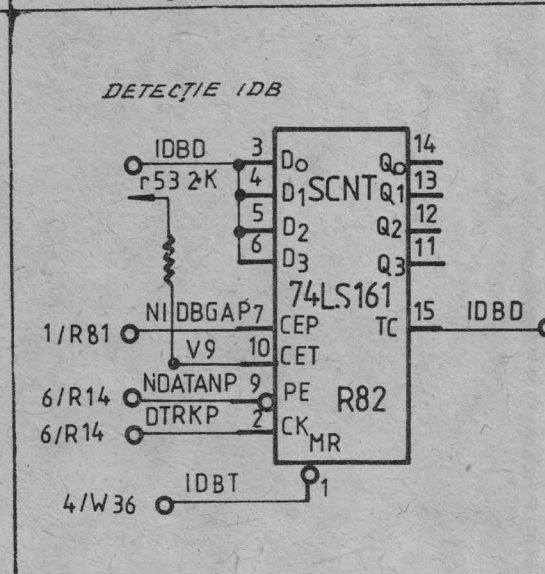 DETECȚIE IDB
IDBD 3 D0 SCNT Q0 14
r53 2K 4 D1 Q1 13
5 D2 Q2 12
6 D3 Q3 11
74LS161
1/R81 NIDBGAP 7 CEP TC 15 IDBD
V9 10 CET
6/R14 NDATANP 9 PE R82
6/R14 DTRKP 2 CK
MR
4/W36 IDBT 1